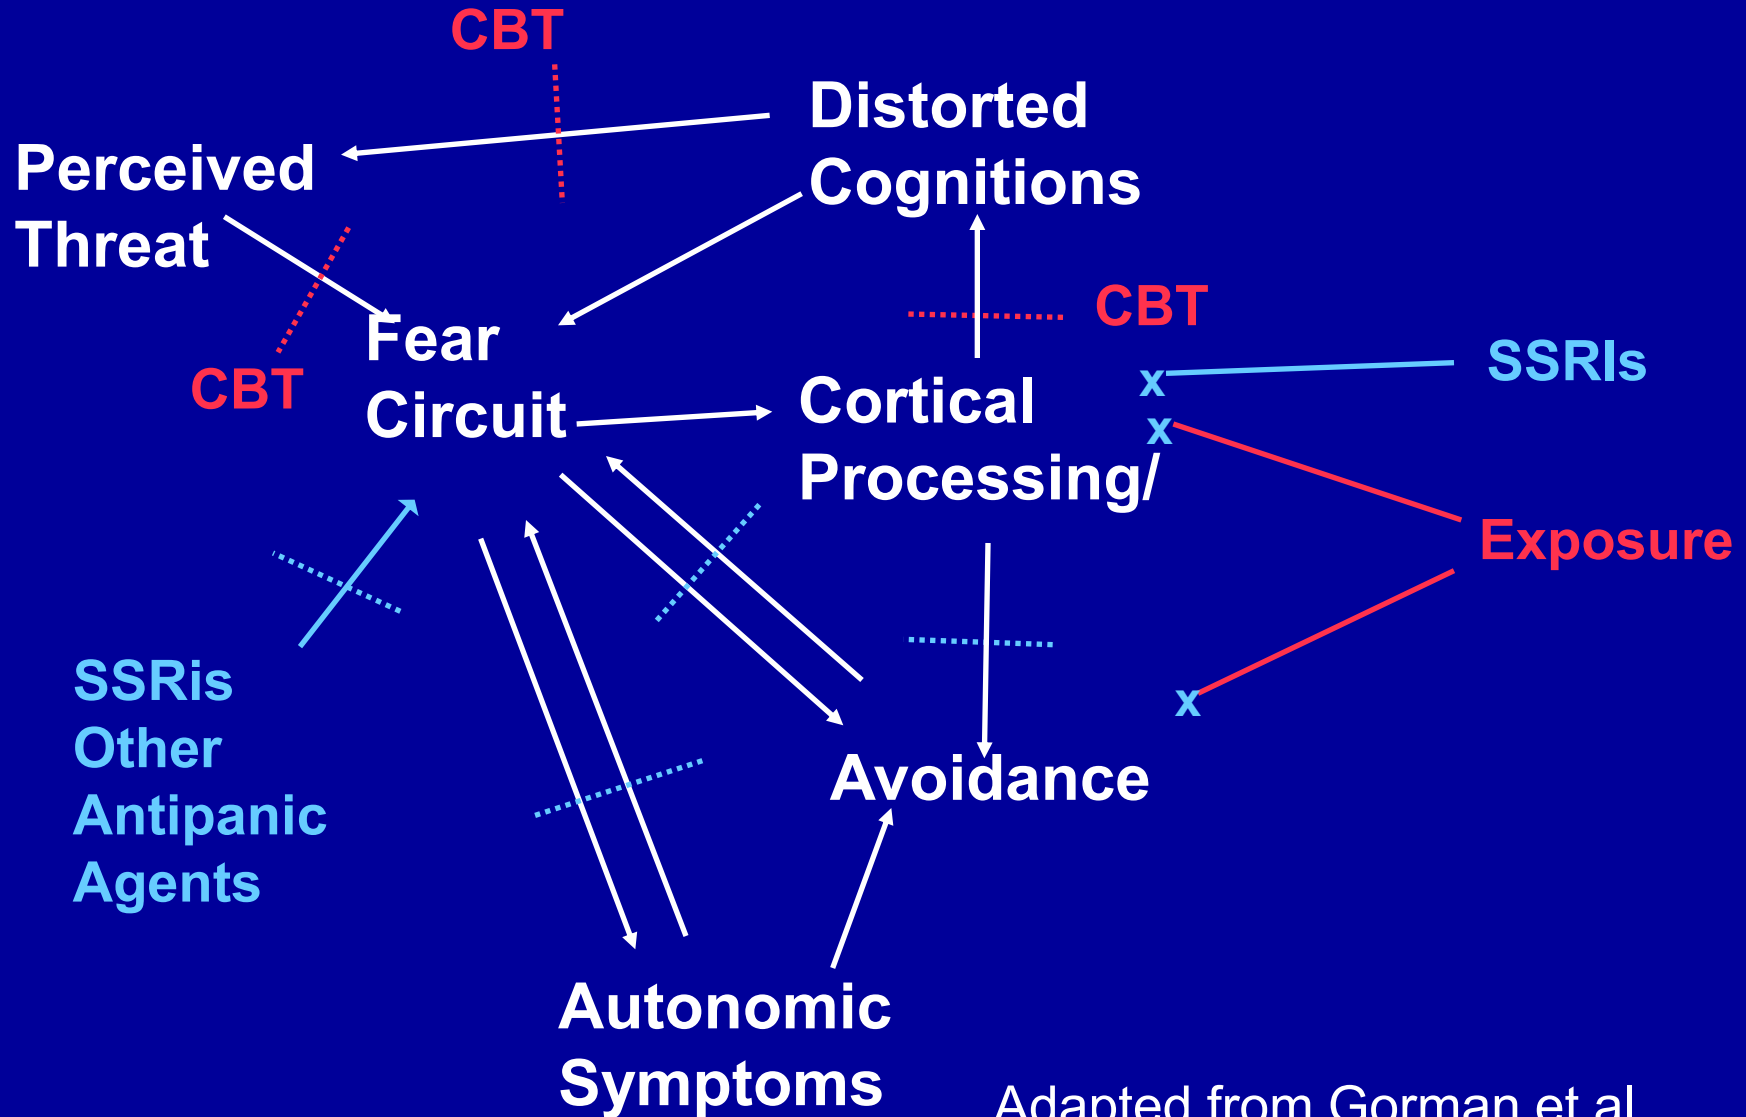 CBT
Distorted
Cognitions
Perceived
Threat
CBT
Fear
Circuit
CBT
SSRIs
x
Cortical
Processing/
x
Exposure
SSRis
Other
Antipanic
Agents
x
Avoidance
Autonomic
Symptoms
Adapted from Gorman et al